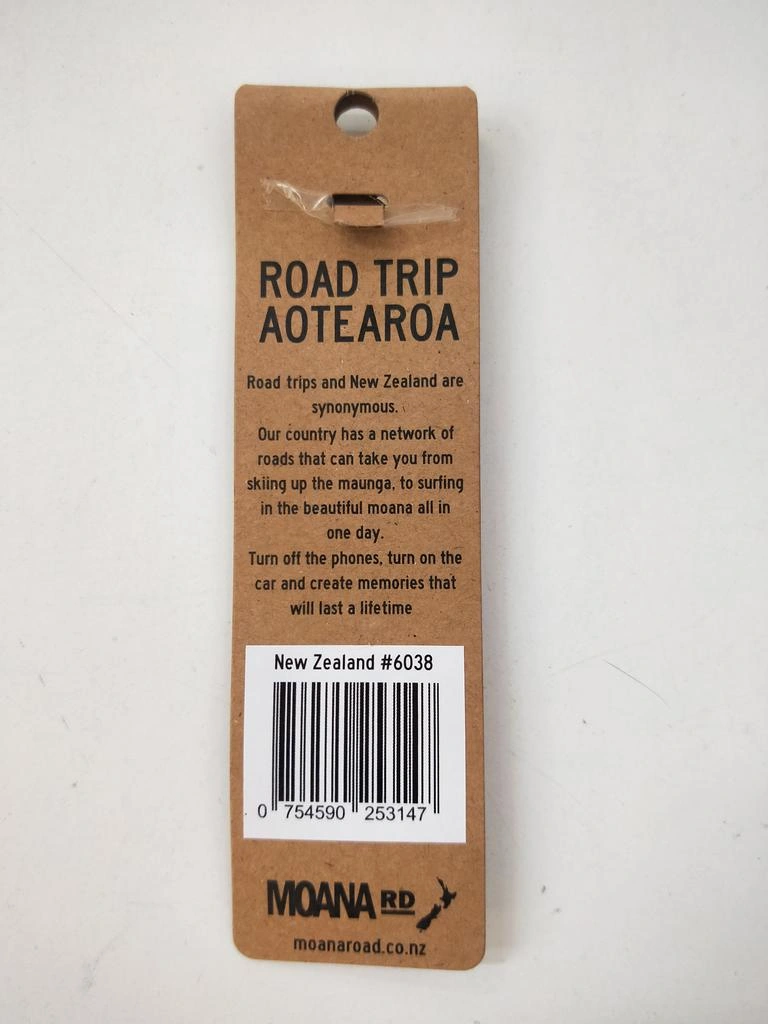 ROAD TRIP
AOTEAROA
Road trips and New Zealand are
synonymous.
Our country has a network of
roads that can take you from
skiing up the maunga, to surfing
in the beautiful moana all in
one day.
Turn off the phones, turn on the
car and create memories that
will last a lifetime
New Zealand #6038
0 754590 253147
MOANA RD
moanaroad.co.nz